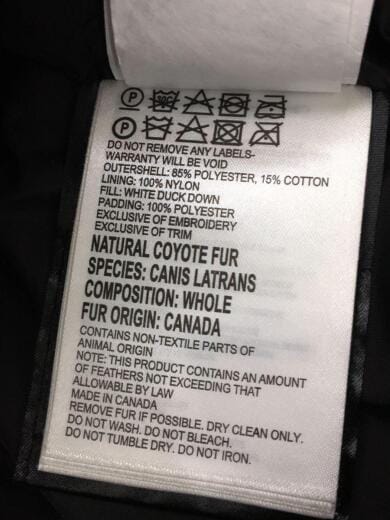 P 30C
P
DO NOT REMOVE ANY LABELS-
WARRANTY WILL BE VOID
OUTERSHELL: 85% POLYESTER, 15% COTTON
LINING: 100% NYLON
FILL: WHITE DUCK DOWN
PADDING: 100% POLYESTER
EXCLUSIVE OF EMBROIDERY
EXCLUSIVE OF TRIM
NATURAL COYOTE FUR
SPECIES: CANIS LATRANS
COMPOSITION: WHOLE
FUR ORIGIN: CANADA
CONTAINS NON-TEXTILE PARTS OF
ANIMAL ORIGIN
NOTE: THIS PRODUCT CONTAINS AN AMOUNT
OF FEATHERS NOT EXCEEDING THAT
ALLOWABLE BY LAW
MADE IN CANADA
REMOVE FUR IF POSSIBLE. DRY CLEAN ONLY.
DO NOT WASH. DO NOT BLEACH.
DO NOT TUMBLE DRY. DO NOT IRON.